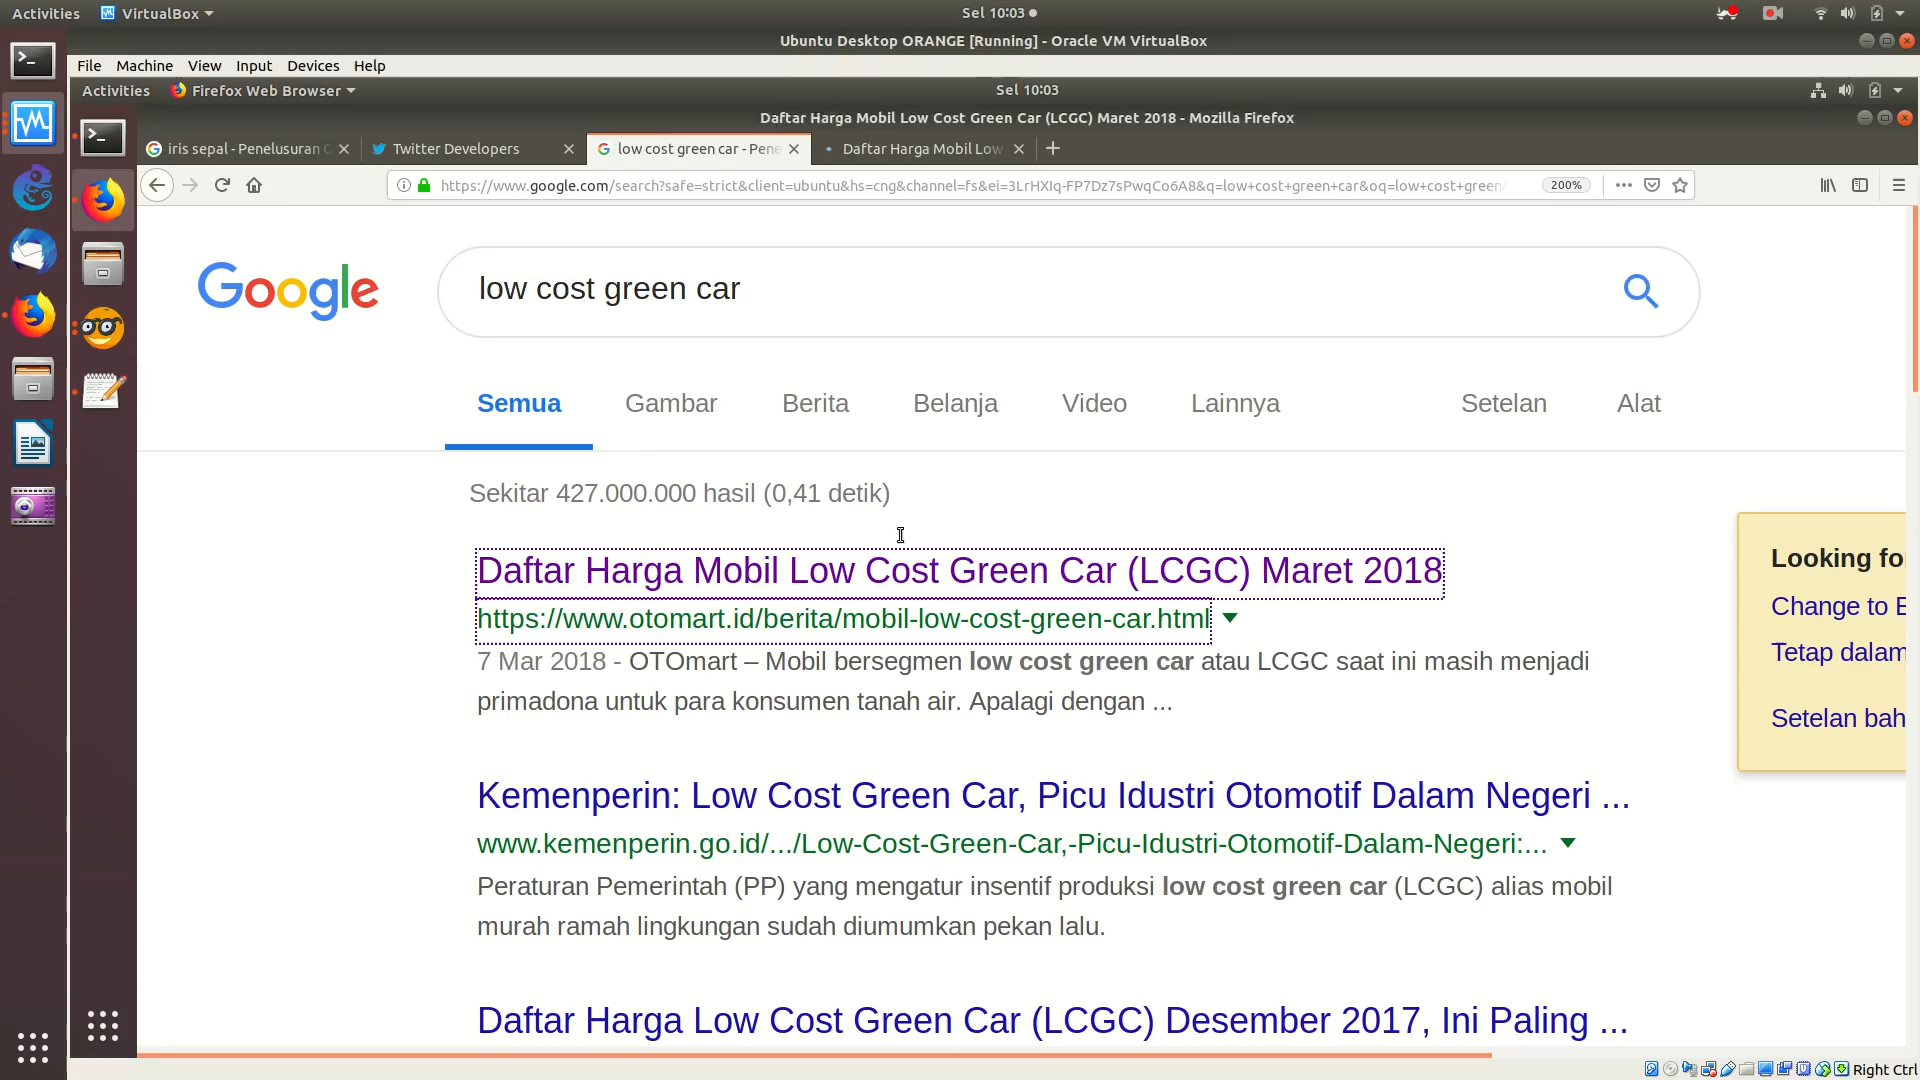 Activities VirtualBox Sel 10:03
Ubuntu Desktop ORANGE [Running] - Oracle VM VirtualBox
File Machine View Input Devices Help
Activities Firefox Web Browser Sel 10:03
Daftar Harga Mobil Low Cost Green Car (LCGC) Maret 2018 - Mozilla Firefox
iris sepal - Penelusuran Twitter Developers low cost green car - Pene Daftar Harga Mobil Low
https://www.google.com/search?safe=strict&client=ubuntu&hs=cng&channel=fs&ei=3LrHXIq-FP7Dz7sPwqCo6A8&q=low+cost+green+car&oq=low+cost+green 200%
Google low cost green car
Semua Gambar Berita Belanja Video Lainnya Setelan Alat
Sekitar 427.000.000 hasil (0,41 detik)
Daftar Harga Mobil Low Cost Green Car (LCGC) Maret 2018
https://www.otomart.id/berita/mobil-low-cost-green-car.html
7 Mar 2018 - OTOmart – Mobil bersegmen low cost green car atau LCGC saat ini masih menjadi
primadona untuk para konsumen tanah air. Apalagi dengan ...
Kemenperin: Low Cost Green Car, Picu Idustri Otomotif Dalam Negeri ...
www.kemenperin.go.id/.../Low-Cost-Green-Car,-Picu-Idustri-Otomotif-Dalam-Negeri:...
Peraturan Pemerintah (PP) yang mengatur insentif produksi low cost green car (LCGC) alias mobil
murah ramah lingkungan sudah diumumkan pekan lalu.
Daftar Harga Low Cost Green Car (LCGC) Desember 2017, Ini Paling ...
Looking fo
Change to E
Tetap dalam
Setelan bah
Right Ctrl